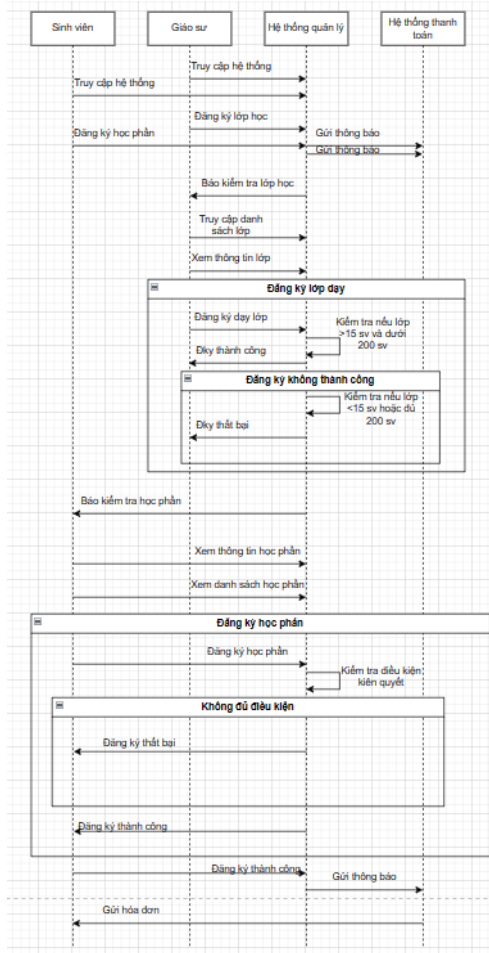 Sinh viên
Giáo sư
Hệ thống quản lý
Hệ thống thanh
toán
Truy cập hệ thống
Truy cập hệ thống
Đăng ký lớp học
Đăng ký học phần
Gửi thông báo
Gửi thông báo
Báo kiểm tra lớp học
Truy cập danh
sách lớp
Xem thông tin lớp
Đăng ký lớp dạy
Đăng ký dạy lớp
Kiểm tra nếu lớp
>15 sv và dưới
200 sv
Đky thành công
Đăng ký không thành công
Kiểm tra nếu lớp
<15 sv hoặc đủ
200 sv
Đky thất bại
Báo kiểm tra học phần
Xem thông tin học phần
Xem danh sách học phần
Đăng ký học phần
Đăng ký học phần
Kiểm tra điều kiện
kiên quyết
Không đủ điều kiện
Đăng ký thất bại
Đăng ký thành công
Đăng ký thành công
Gửi thông báo
Gửi hóa đơn